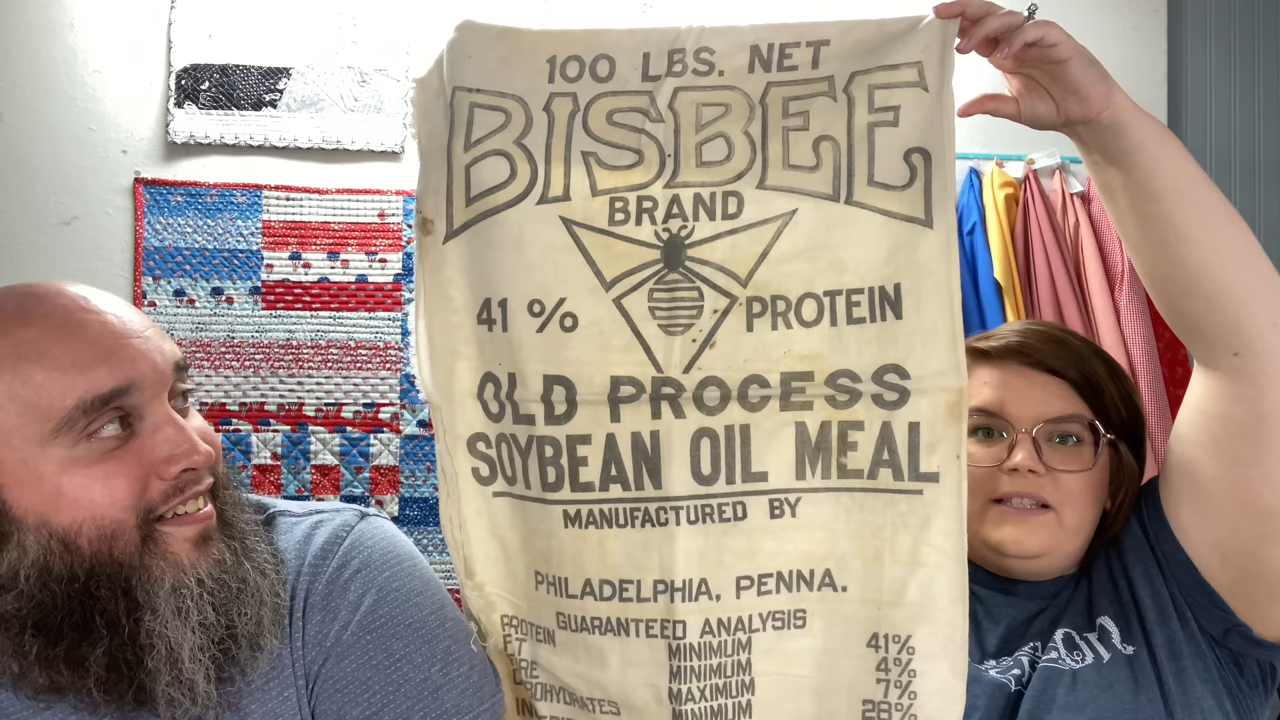 100 LBS. NET
BISBEE
BRAND
41 % PROTEIN
OLD PROCESS
SOYBEAN OIL MEAL
MANUFACTURED BY
PHILADELPHIA, PENNA.
GUARANTEED ANALYSIS
PROTEIN MINIMUM 41%
MINIMUM 4%
MAXIMUM 7%
MINIMUM 28%